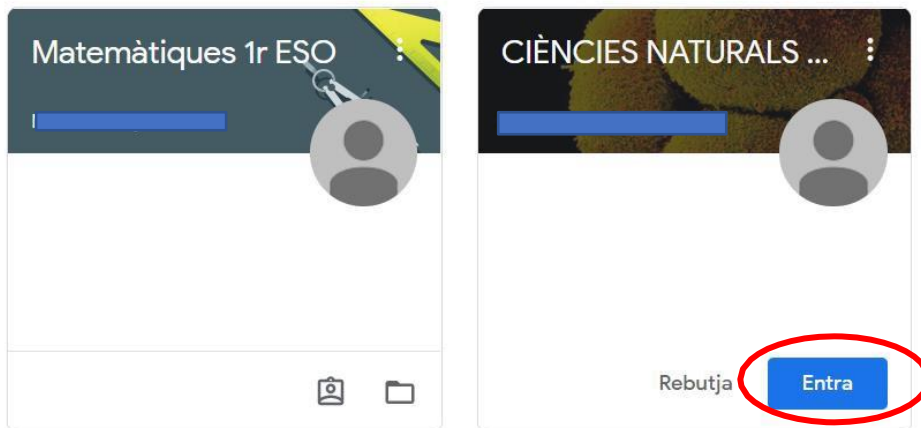 Matemàtiques 1r ESO
CIÈNCIES NATURALS ...
Rebutja
Entra